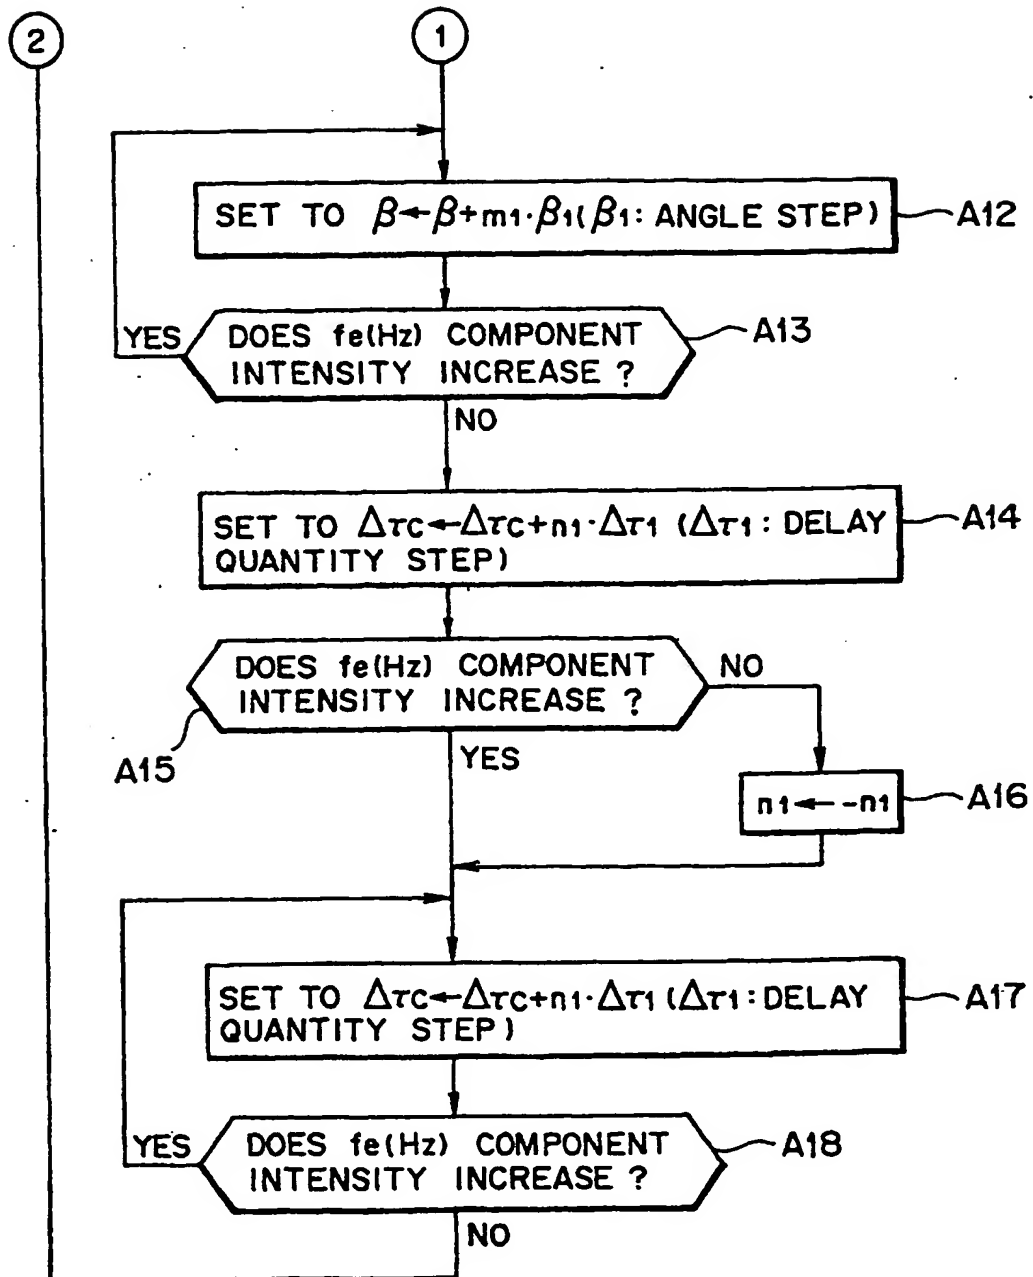 2
1
SET TO β←β+m1·β1(β1: ANGLE STEP)
A12
YES
DOES fe(Hz) COMPONENT
INTENSITY INCREASE ?
A13
NO
SET TO ΔτC←ΔτC+n1·Δτ1 (Δτ1: DELAY
QUANTITY STEP)
A14
DOES fe(Hz) COMPONENT
INTENSITY INCREASE ?
NO
A15
YES
n1← -n1
A16
SET TO ΔτC←ΔτC+n1·Δτ1 (Δτ1: DELAY
QUANTITY STEP)
A17
YES
DOES fe(Hz) COMPONENT
INTENSITY INCREASE ?
A18
NO